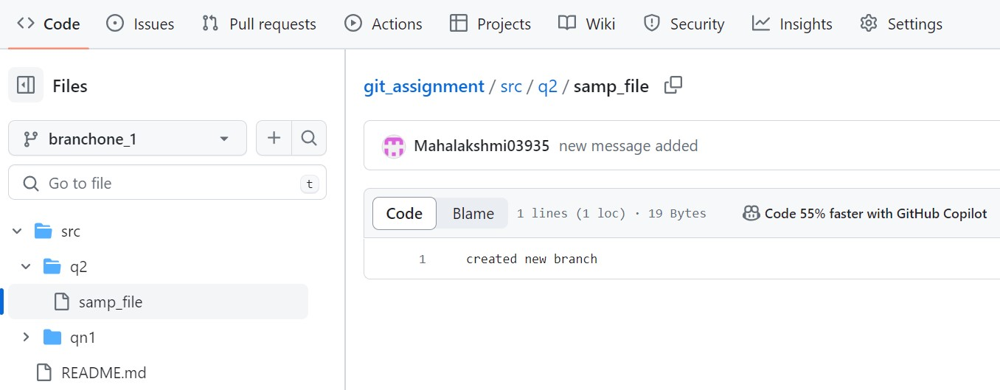 Code Issues Pull requests Actions Projects Wiki Security Insights Settings
Files
branchone_1
Go to file t
src
q2
samp_file
qn1
README.md
git_assignment / src / q2 / samp_file
Mahalakshmi03935 new message added
Code Blame 1 lines (1 loc) · 19 Bytes Code 55% faster with GitHub Copilot
1 created new branch